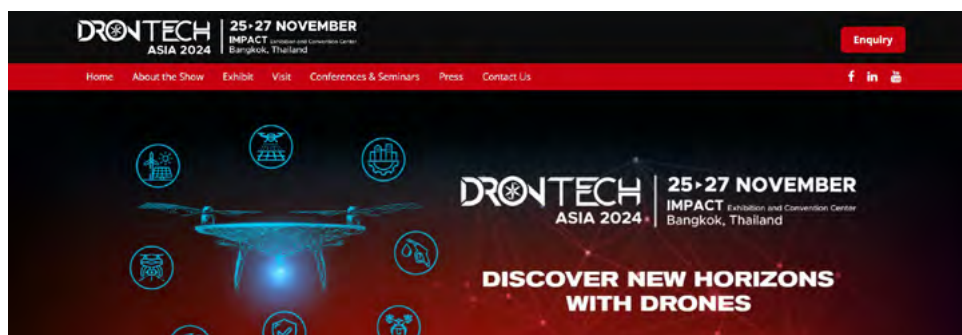 DRONTECH
ASIA 2024
25▸27 NOVEMBER
IMPACT Exhibition and Convention Center
Bangkok, Thailand
Enquiry
Home About the Show Exhibit Visit Conferences & Seminars Press Contact Us
DRONTECH
ASIA 2024
25▸27 NOVEMBER
IMPACT Exhibition and Convention Center
Bangkok, Thailand
DISCOVER NEW HORIZONS
WITH DRONES